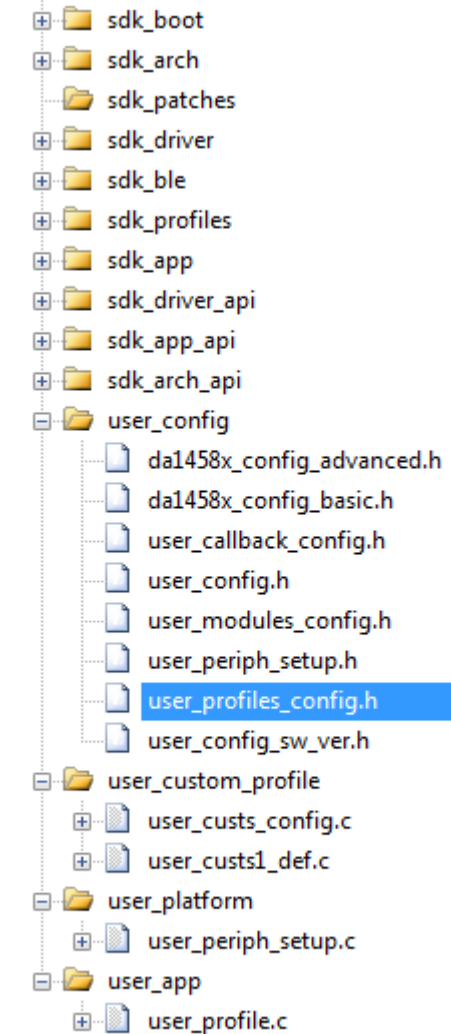 sdk_boot
sdk_arch
sdk_patches
sdk_driver
sdk_ble
sdk_profiles
sdk_app
sdk_driver_api
sdk_app_api
sdk_arch_api
user_config
da1458x_config_advanced.h
da1458x_config_basic.h
user_callback_config.h
user_config.h
user_modules_config.h
user_periph_setup.h
user_profiles_config.h
user_config_sw_ver.h
user_custom_profile
user_custs_config.c
user_custs1_def.c
user_platform
user_periph_setup.c
user_app
user_profile.c